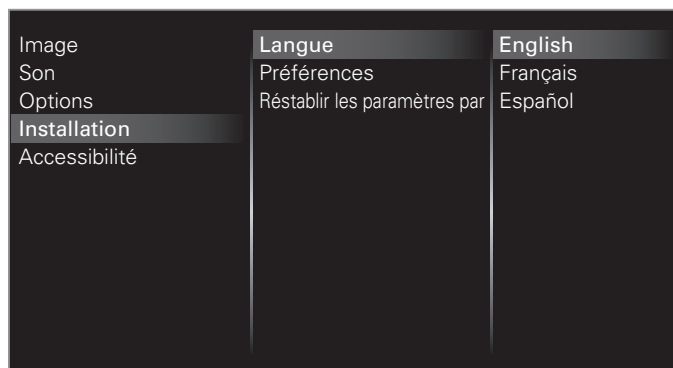 Image
Son
Options
Installation
Accessibilité
Langue
Préférences
Réstablir les paramètres par
English
Français
Español